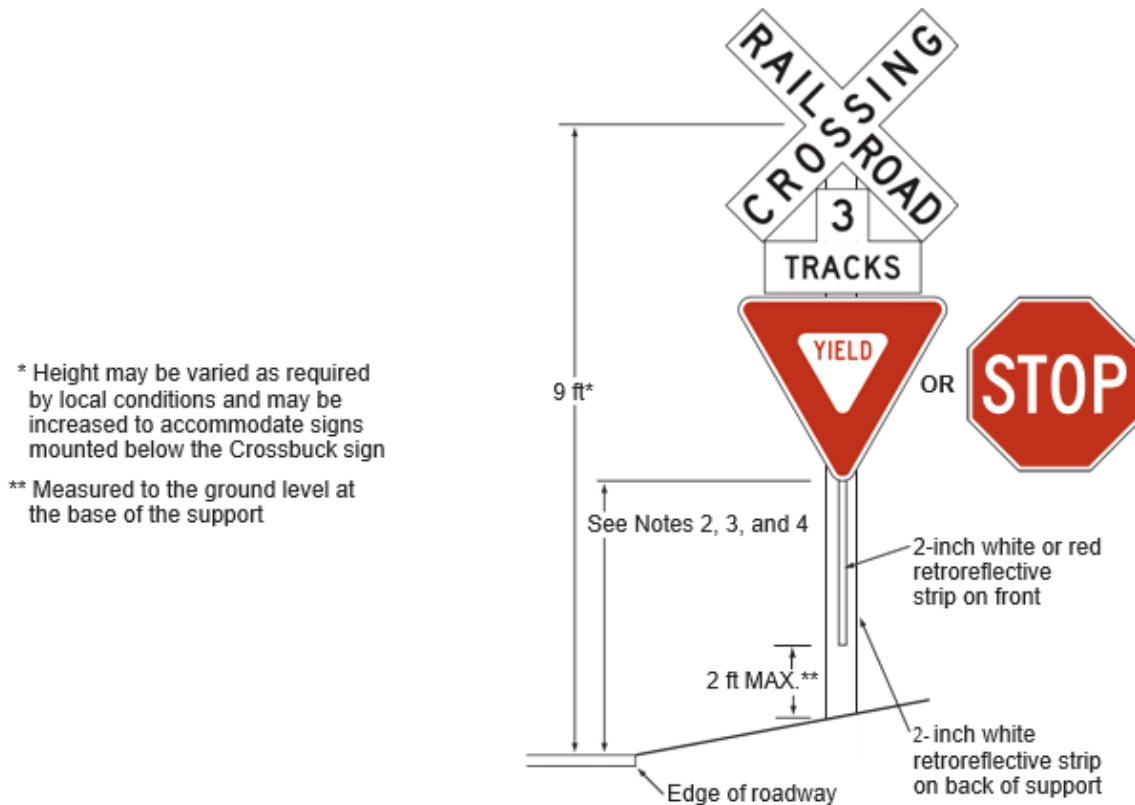 RAILROAD
CROSSING
3
TRACKS
YIELD
OR
STOP
9 ft*
* Height may be varied as required
by local conditions and may be
increased to accommodate signs
mounted below the Crossbuck sign
** Measured to the ground level at
the base of the support
See Notes 2, 3, and 4
2-inch white or red
retroreflective
strip on front
2 ft MAX.**
2-inch white
retroreflective strip
on back of support
Edge of roadway